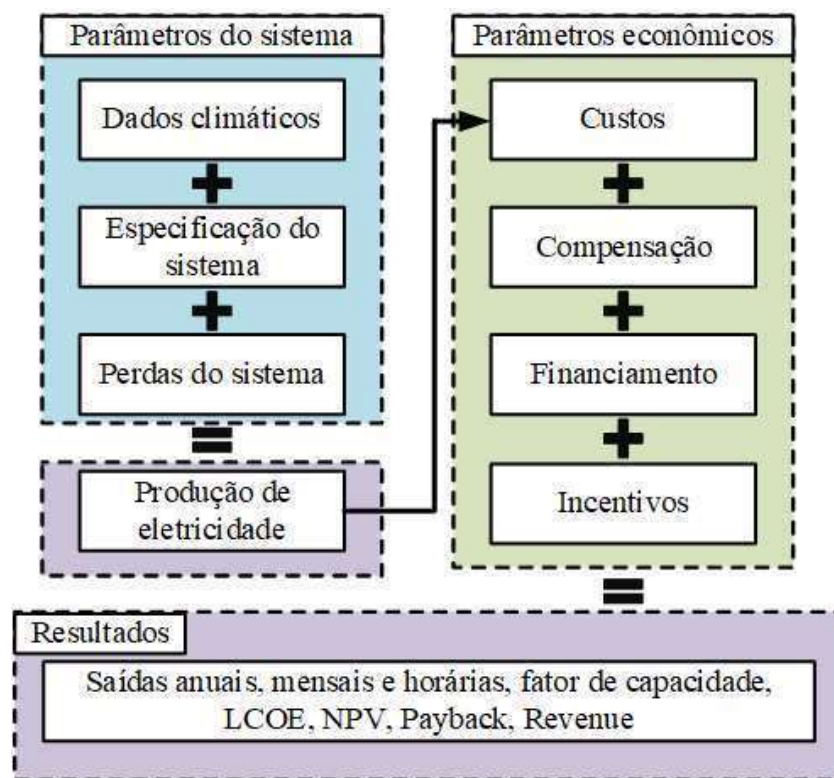 Parâmetros do sistema
Dados climáticos
+
Especificação do
sistema
+
Perdas do sistema
=
Produção de
eletricidade
Parâmetros econômicos
Custos
+
Compensação
+
Financiamento
+
Incentivos
=
Resultados
Saídas anuais, mensais e horárias, fator de capacidade,
LCOE, NPV, Payback, Revenue